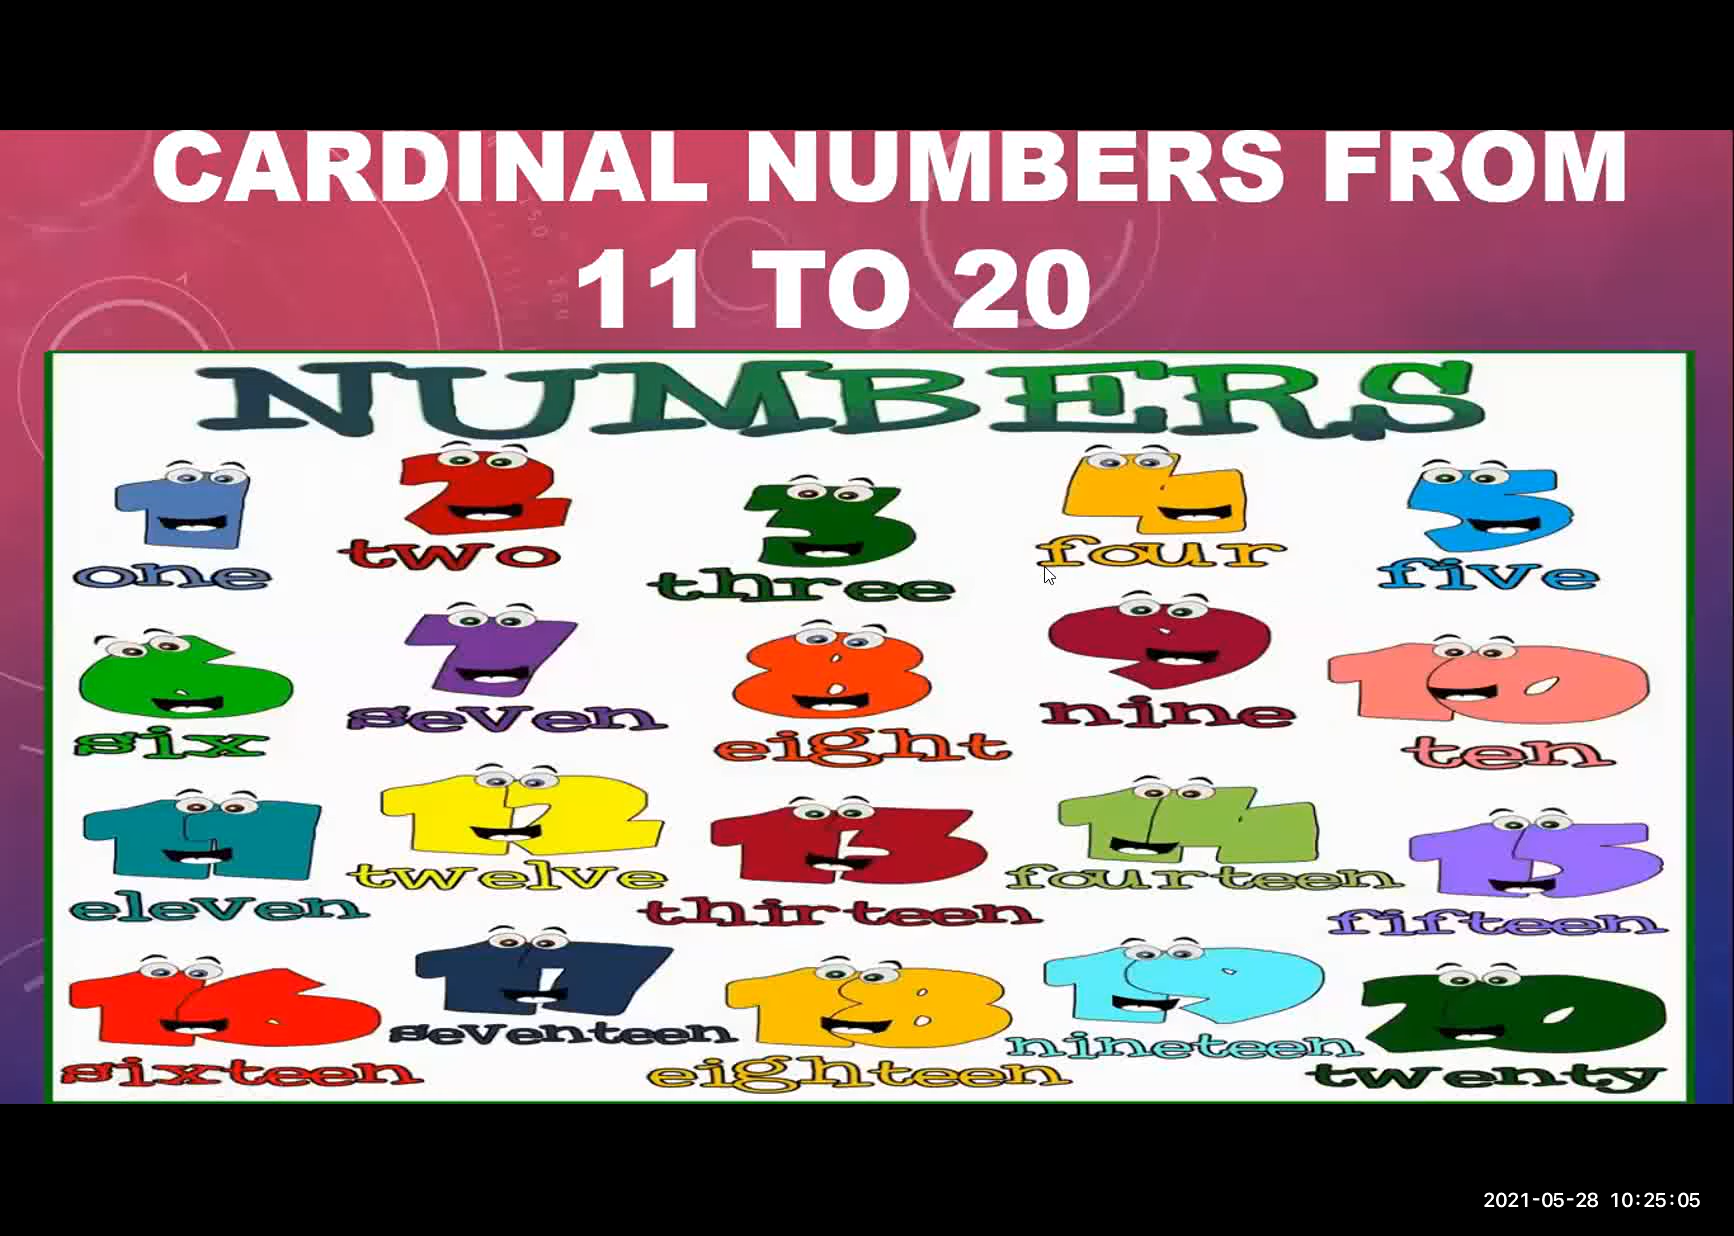 CARDINAL NUMBERS FROM
11 TO 20
NUMBERS
1 2 3 4 5
one two three four five
6 7 8 9 10
six seven eight nine ten
11 12 13 14 15
eleven twelve thirteen fourteen fifteen
16 17 18 19 20
sixteen seventeen eighteen nineteen twenty
2021-05-28 10:25:05